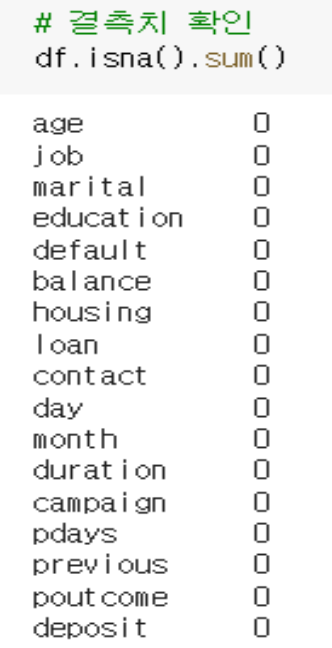 # 결측치 확인
df.isna().sum()
age 0
job 0
marital 0
education 0
default 0
balance 0
housing 0
loan 0
contact 0
day 0
month 0
duration 0
campaign 0
pdays 0
previous 0
poutcome 0
deposit 0